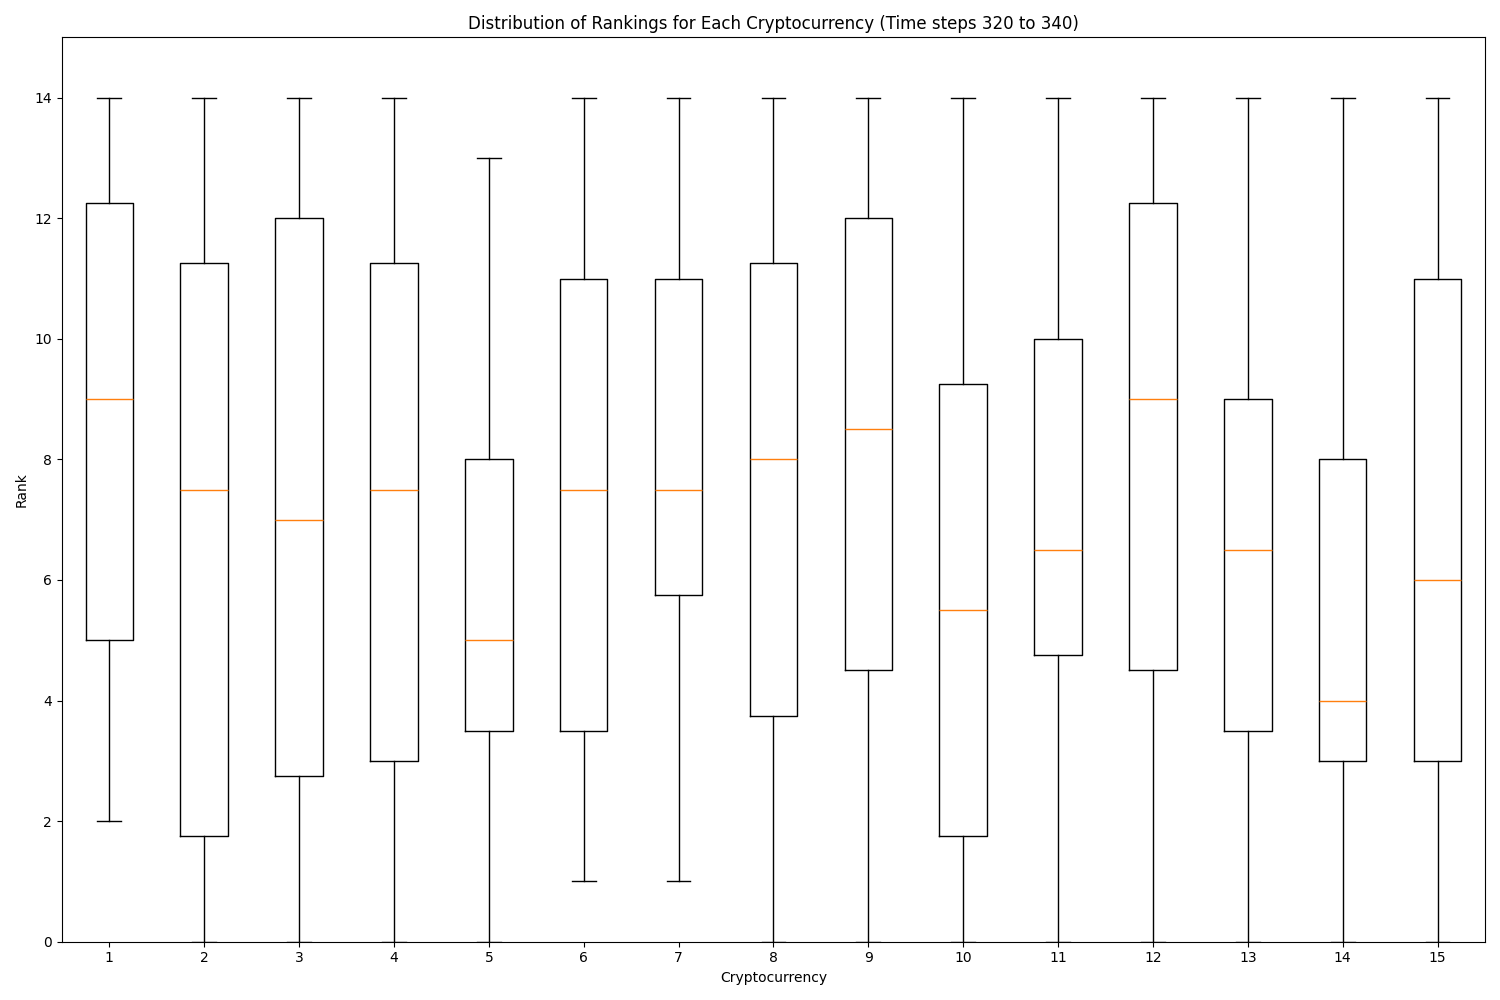 Distribution of Rankings for Each Cryptocurrency (Time steps 320 to 340)
Rank
14
12
10
8
6
4
2
0
1 2 3 4 5 6 7 8 9 10 11 12 13 14 15
Cryptocurrency